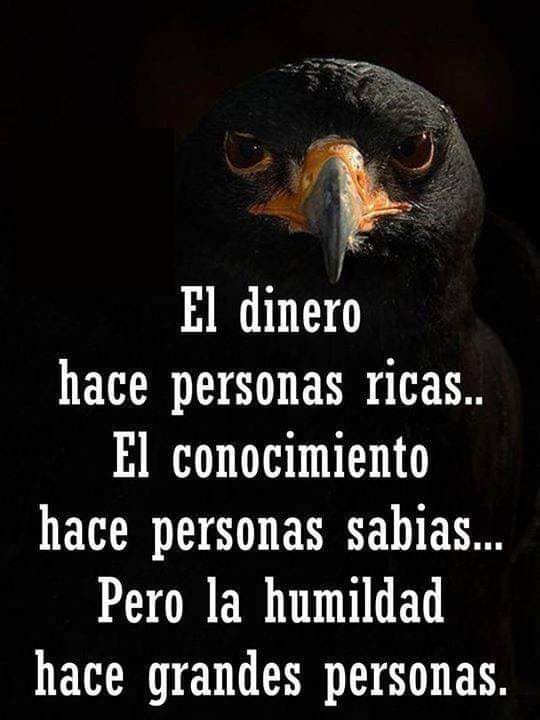 El dinero
hace personas ricas..
El conocimiento
hace personas sabias...
Pero la humildad
hace grandes personas.